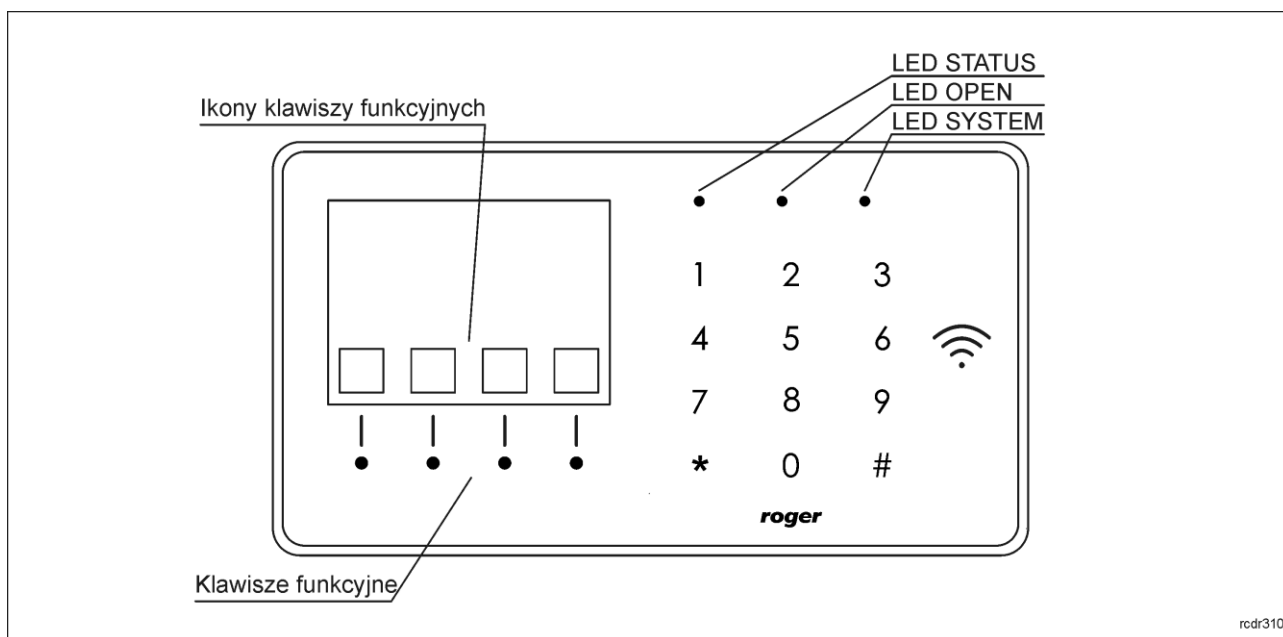 LED STATUS
LED OPEN
LED SYSTEM
Ikony klawiszy funkcyjnych
1 2 3
4 5 6
7 8 9
* 0 #
roger
Klawisze funkcyjne
rcdr310